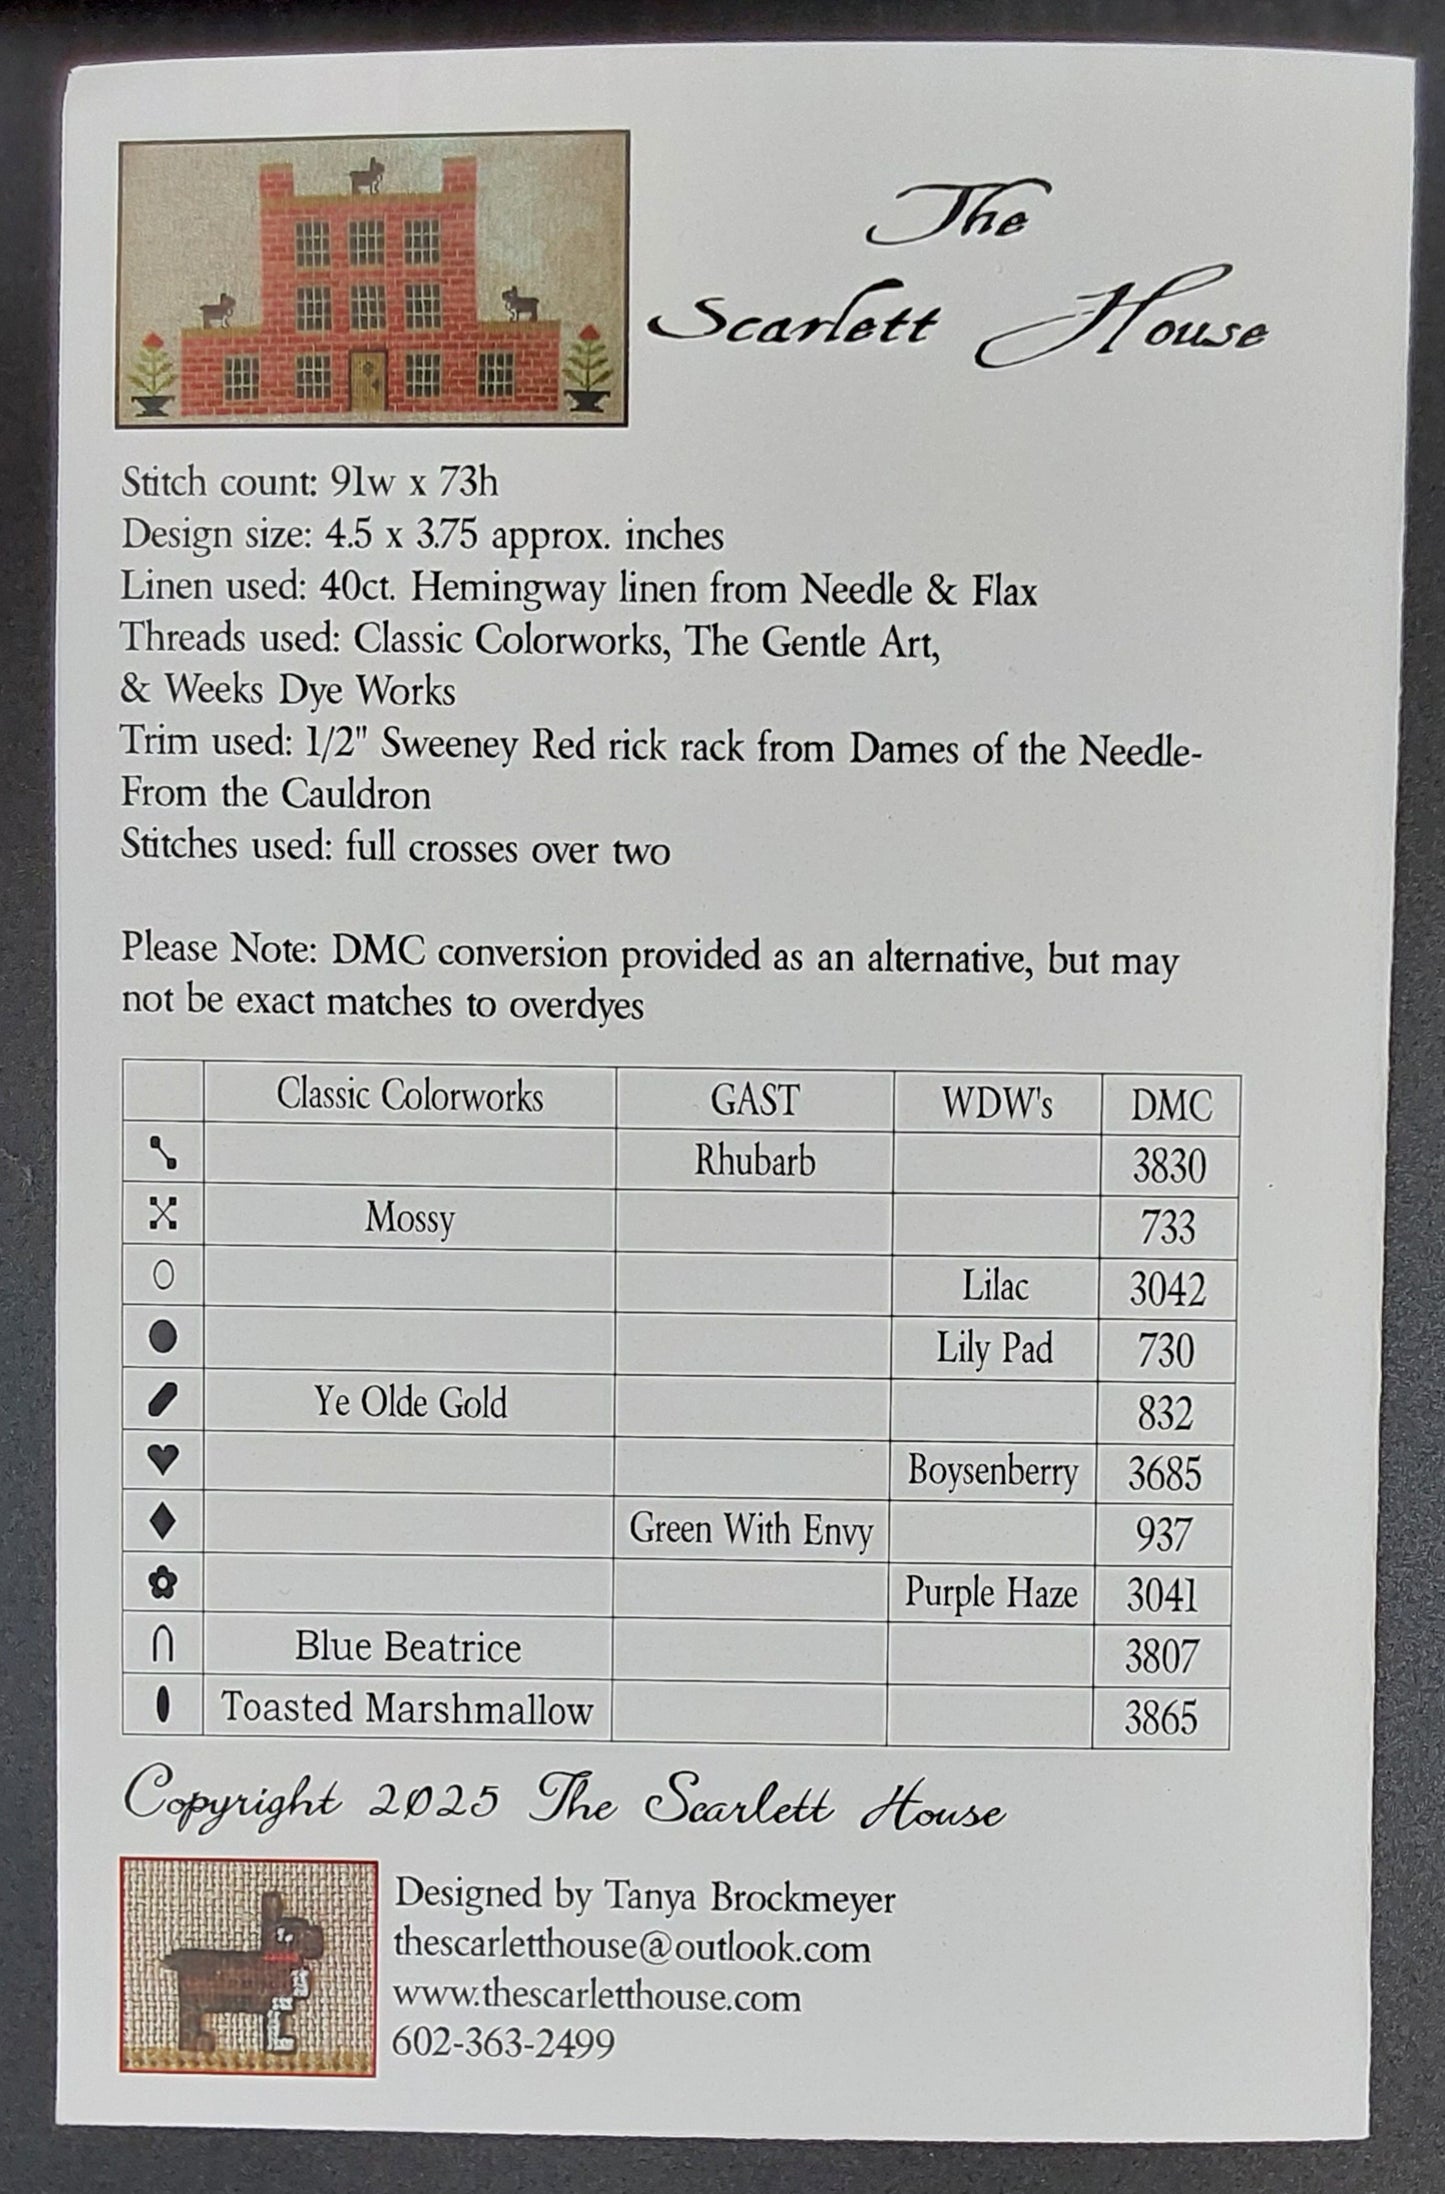 The
Scarlett House
Stitch count: 91w x 73h
Design size: 4.5 x 3.75 approx. inches
Linen used: 40ct. Hemingway linen from Needle & Flax
Threads used: Classic Colorworks, The Gentle Art,
& Weeks Dye Works
Trim used: 1/2" Sweeney Red rick rack from Dames of the Needle-
From the Cauldron
Stitches used: full crosses over two
Please Note: DMC conversion provided as an alternative, but may
not be exact matches to overdyes
Classic Colorworks GAST WDW's DMC
Rhubarb 3830
Mossy 733
Lilac 3042
Lily Pad 730
Ye Olde Gold 832
Boysenberry 3685
Green With Envy 937
Purple Haze 3041
Blue Beatrice 3807
Toasted Marshmallow 3865
Copyright 2025 The Scarlett House
Designed by Tanya Brockmeyer
thescarletthouse@outlook.com
www.thescarletthouse.com
602-363-2499